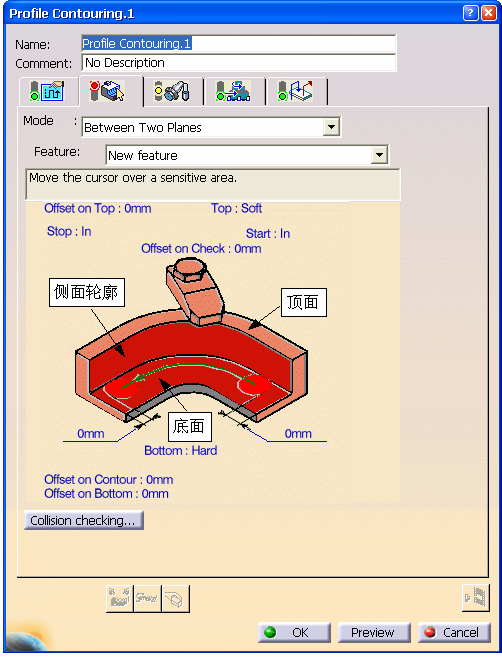 Profile Contouring.1
Name: Profile Contouring.1
Comment: No Description
Mode : Between Two Planes
Feature: New feature
Move the cursor over a sensitive area.
Offset on Top : 0mm Top : Soft
Stop : In Start : In
Offset on Check : 0mm
侧面轮廓
顶面
底面
0mm 0mm
Bottom : Hard
Offset on Contour : 0mm
Offset on Bottom : 0mm
Collision checking...
OK Preview Cancel